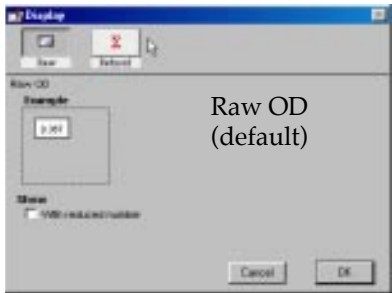 Display
Raw
Reduced
Raw OD
Example
Raw OD
(default)
Show
With reduced number
Cancel
OK